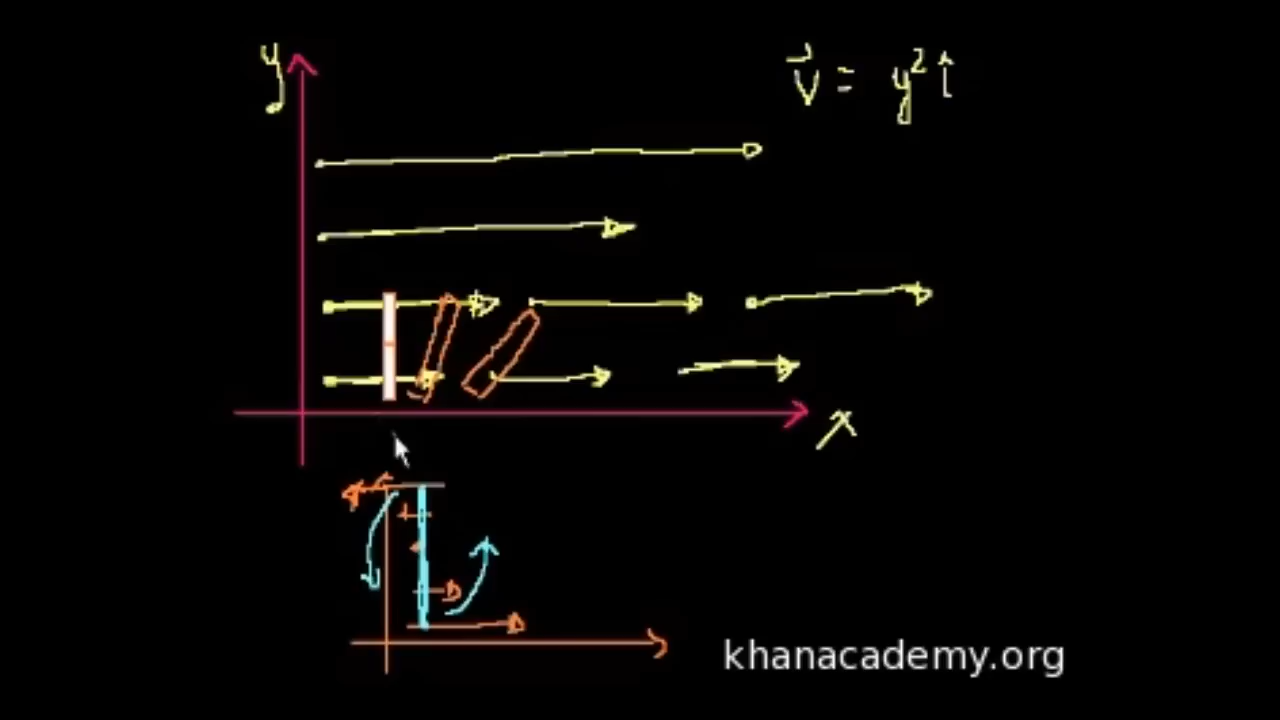 y
v⃗ = y² î
x
khanacademy.org